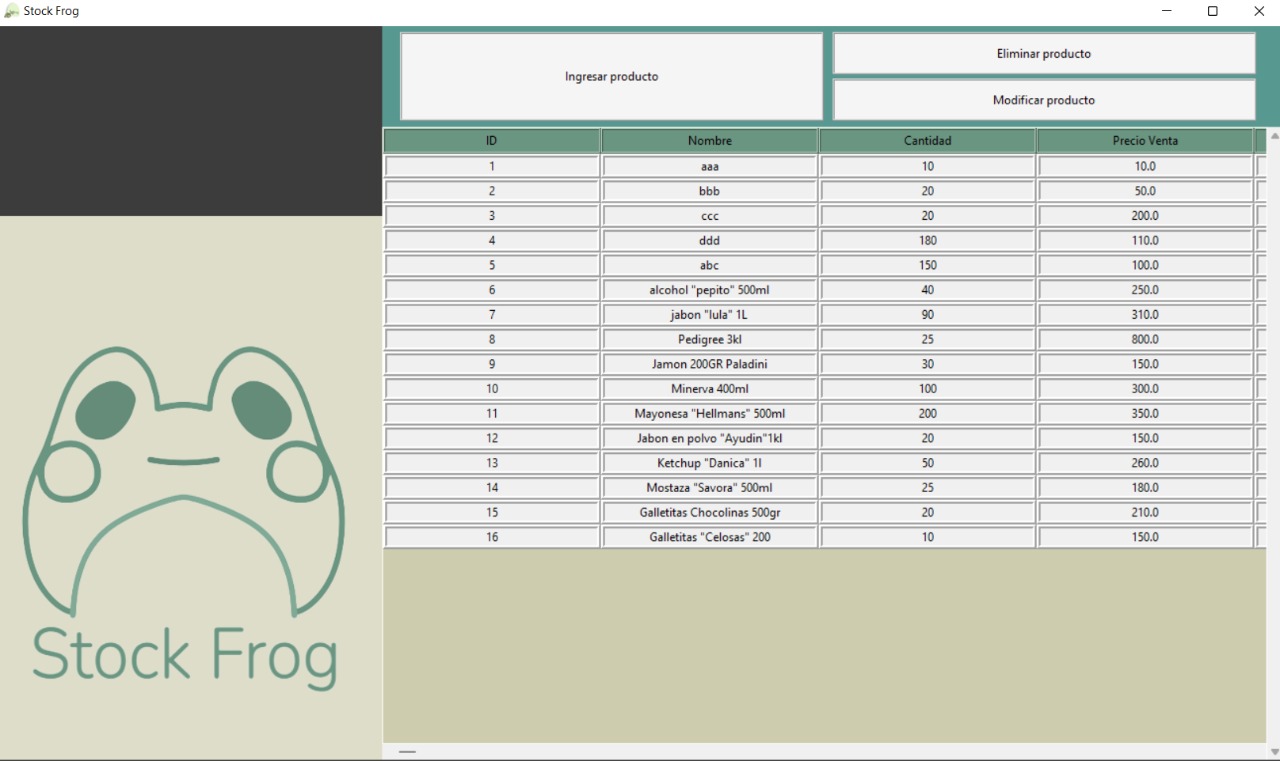 Stock Frog
Ingresar producto
Eliminar producto
Modificar producto
ID Nombre Cantidad Precio Venta
1 aaa 10 10.0
2 bbb 20 50.0
3 ccc 20 200.0
4 ddd 180 110.0
5 abc 150 100.0
6 alcohol "pepito" 500ml 40 250.0
7 jabon "lula" 1L 90 310.0
8 Pedigree 3kl 25 800.0
9 Jamon 200GR Paladini 30 150.0
10 Minerva 400ml 100 300.0
11 Mayonesa "Hellmans" 500ml 200 350.0
12 Jabon en polvo "Ayudin"1kl 20 150.0
13 Ketchup "Danica" 1l 50 260.0
14 Mostaza "Savora" 500ml 25 180.0
15 Galletitas Chocolinas 500gr 20 210.0
16 Galletitas "Celosas" 200 10 150.0
Stock Frog